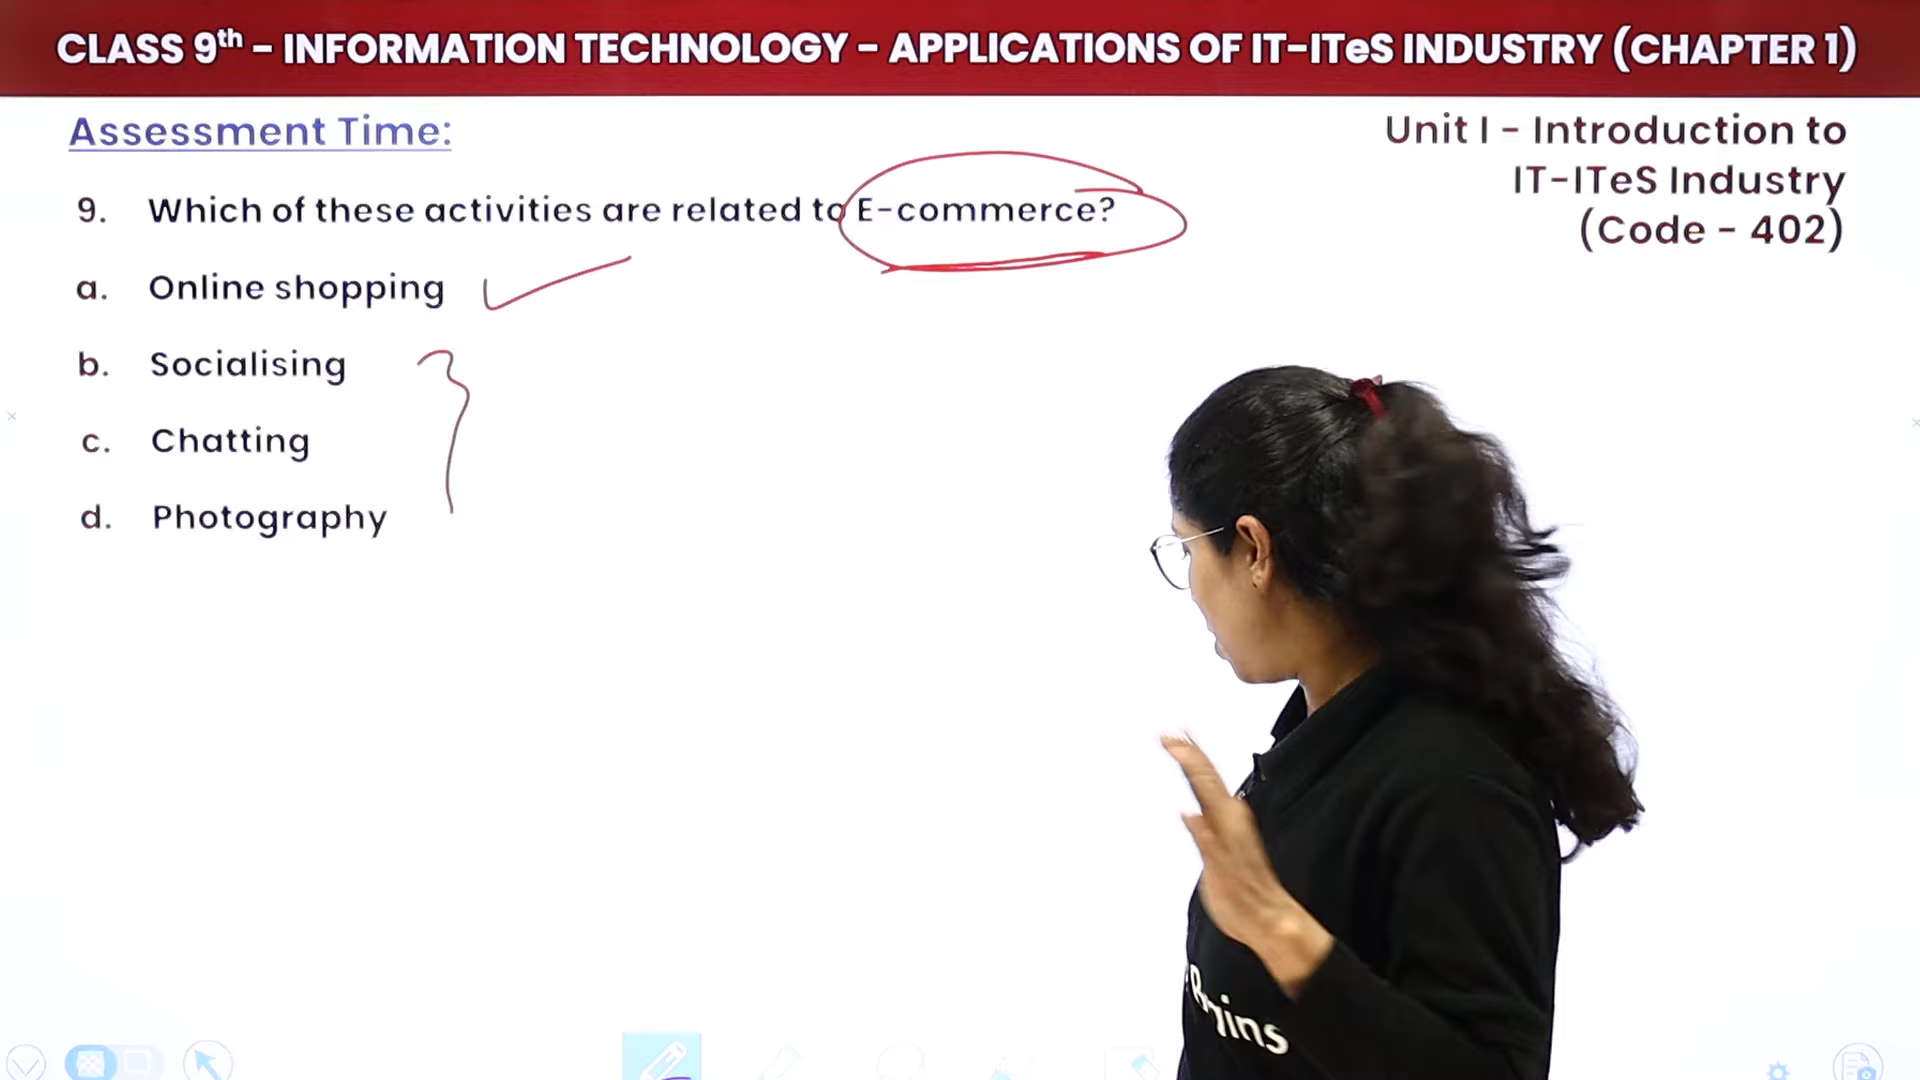 CLASS 9th – INFORMATION TECHNOLOGY – APPLICATIONS OF IT-ITeS INDUSTRY (CHAPTER 1)
Assessment Time:
Unit I – Introduction to
IT-ITeS Industry
(Code – 402)
9. Which of these activities are related to E-commerce?
a. Online shopping
b. Socialising
c. Chatting
d. Photography